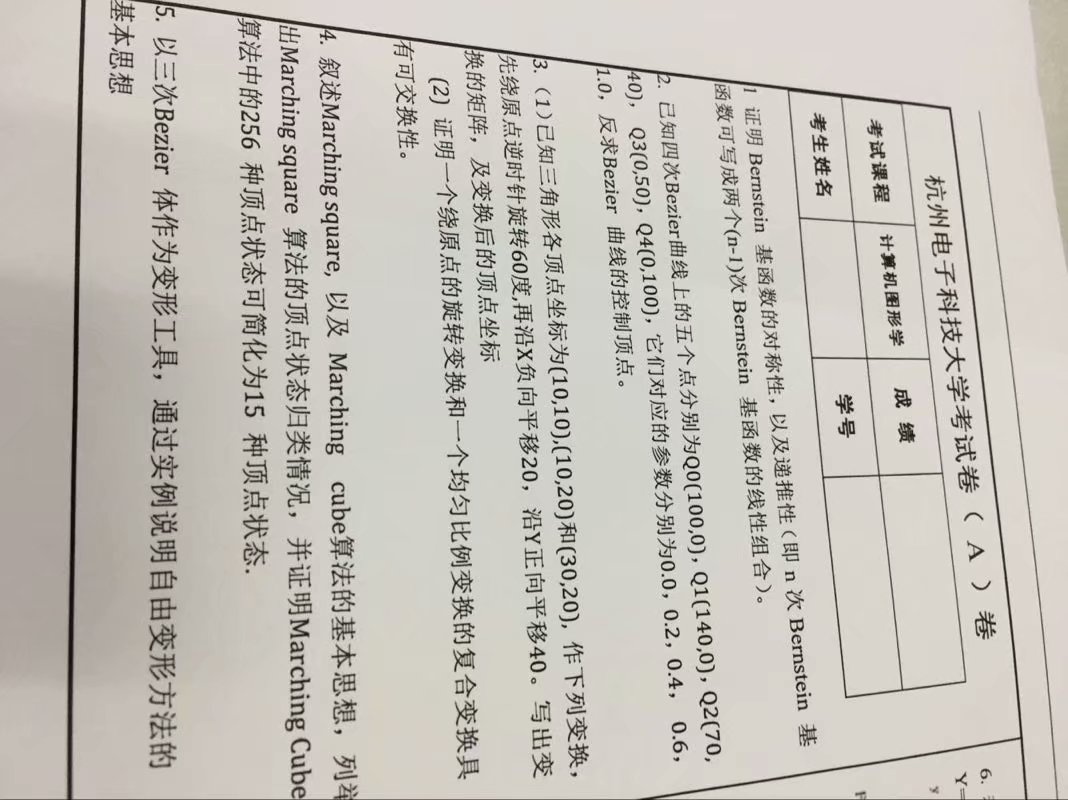 杭州电子科技大学考试卷（ A ）卷
考试课程 计算机图形学 成 绩
考生姓名 学号
1 证明 Bernstein 基函数的对称性，以及递推性（即 n 次 Bernstein 基
函数可写成两个(n-1)次 Bernstein 基函数的线性组合）。
2. 已知四次Bezier曲线上的五个点分别为Q0(100,0)，Q1(140,0)，Q2(70,
40)，Q3(0,50)，Q4(0,100)，它们对应的参数分别为0.0，0.2，0.4， 0.6，
1.0，反求Bezier 曲线的控制顶点。
3.（1)已知三角形各顶点坐标为(10,10),(10,20)和(30,20)，作下列变换，
先绕原点逆时针旋转60度,再沿X负向平移20，沿Y正向平移40。写出变
换的矩阵，及变换后的顶点坐标
(2) 证明一个绕原点的旋转变换和一个均匀比例变换的复合变换具
有可交换性。
4. 叙述Marching square, 以及 Marching cube算法的基本思想，列举
出Marching square 算法的顶点状态归类情况，并证明Marching Cube
算法中的256 种顶点状态可简化为15 种顶点状态.
5. 以三次Bezier 体作为变形工具，通过实例说明自由变形方法的
基本思想
6.
Y=